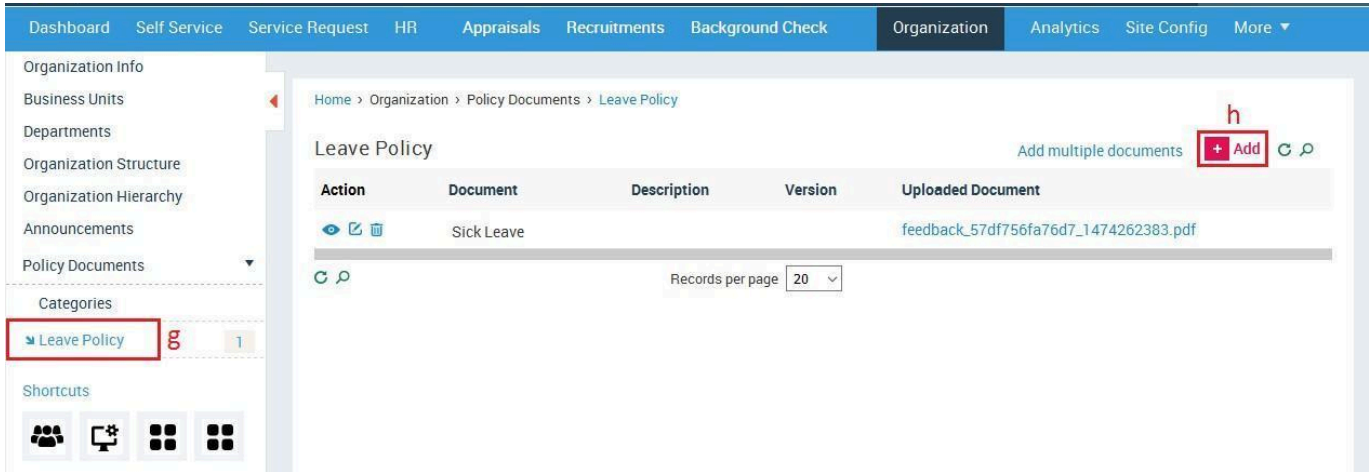 Dashboard Self Service Service Request HR Appraisals Recruitments Background Check Organization Analytics Site Config More
Organization Info
Business Units
Departments
Organization Structure
Organization Hierarchy
Announcements
Policy Documents
Categories
Leave Policy g 1
Shortcuts
Home › Organization › Policy Documents › Leave Policy
h
Leave Policy Add multiple documents + Add
Action Document Description Version Uploaded Document
Sick Leave feedback_57df756fa76d7_1474262383.pdf
Records per page 20